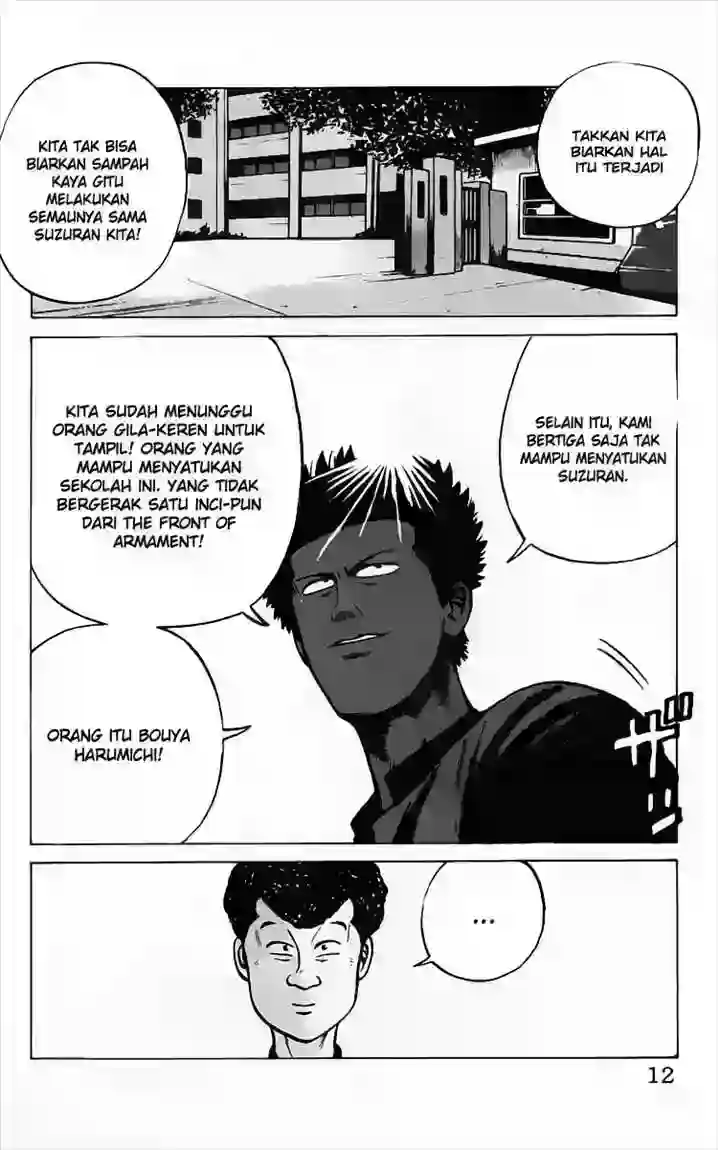 TAKKAN KITA
BIARKAN HAL
ITU TERJADI
KITA TAK BISA
BIARKAN SAMPAH
KAYA GITU
MELAKUKAN
SEMAUNYA SAMA
SUZURAN KITA!
SELAIN ITU, KAMI
BERTIGA SAJA TAK
MAMPU MENYATUKAN
SUZURAN.
KITA SUDAH MENUNGGU
ORANG GILA-KEREN UNTUK
TAMPIL! ORANG YANG
MAMPU MENYATUKAN
SEKOLAH INI. YANG TIDAK
BERGERAK SATU INCI-PUN
DARI THE FRONT OF
ARMAMENT!
ORANG ITU BOUYA
HARUMICHI!
...
12